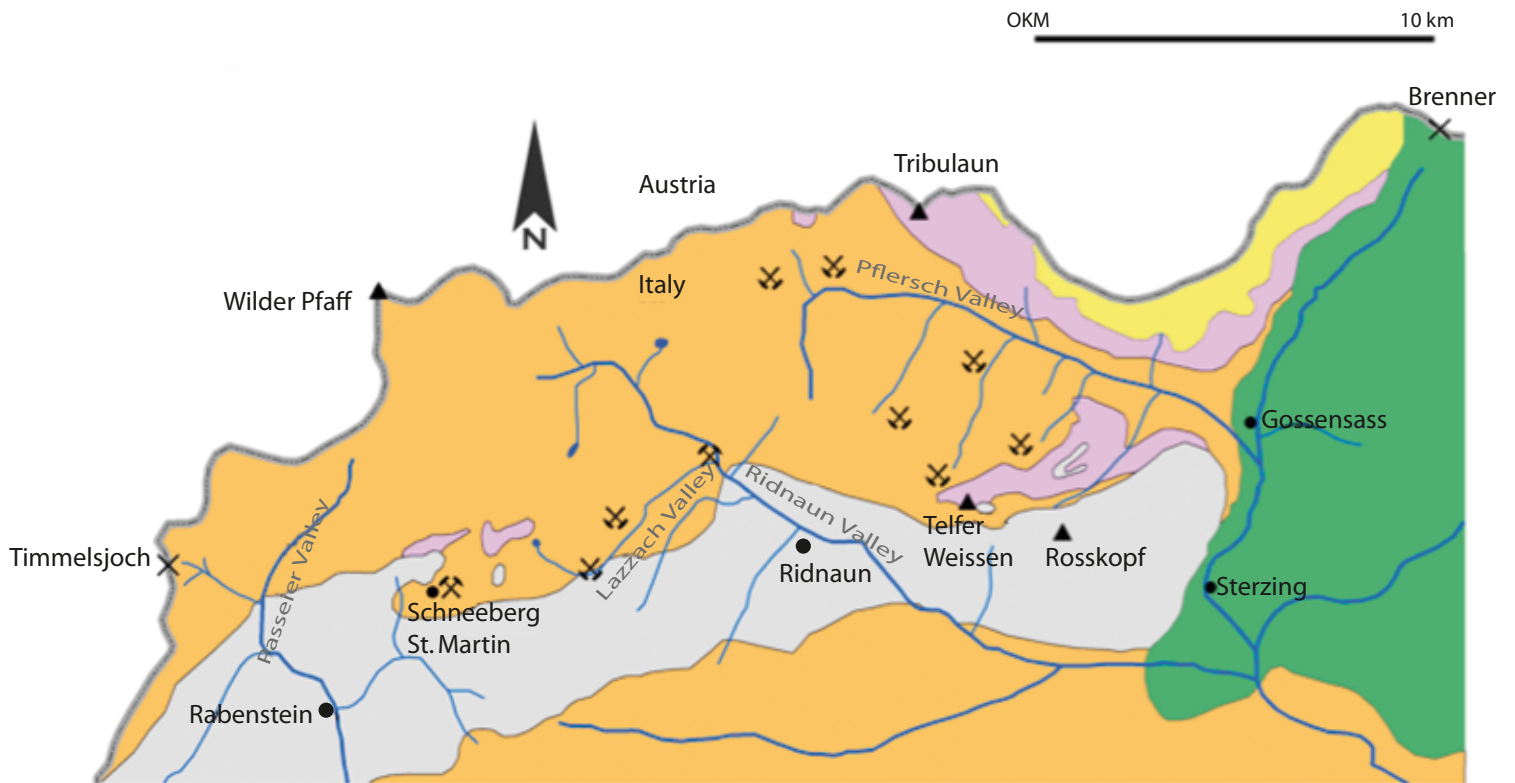 OKM 10 km
Brenner
Tribulaun
Austria
N
Pflersch Valley
Italy
Wilder Pfaff
Gossensass
Ridnaun Valley
Lazzach Valley
Passeier Valley
Telfer
Weissen
Rosskopf
Timmelsjoch
Ridnaun
Sterzing
Schneeberg
St. Martin
Rabenstein